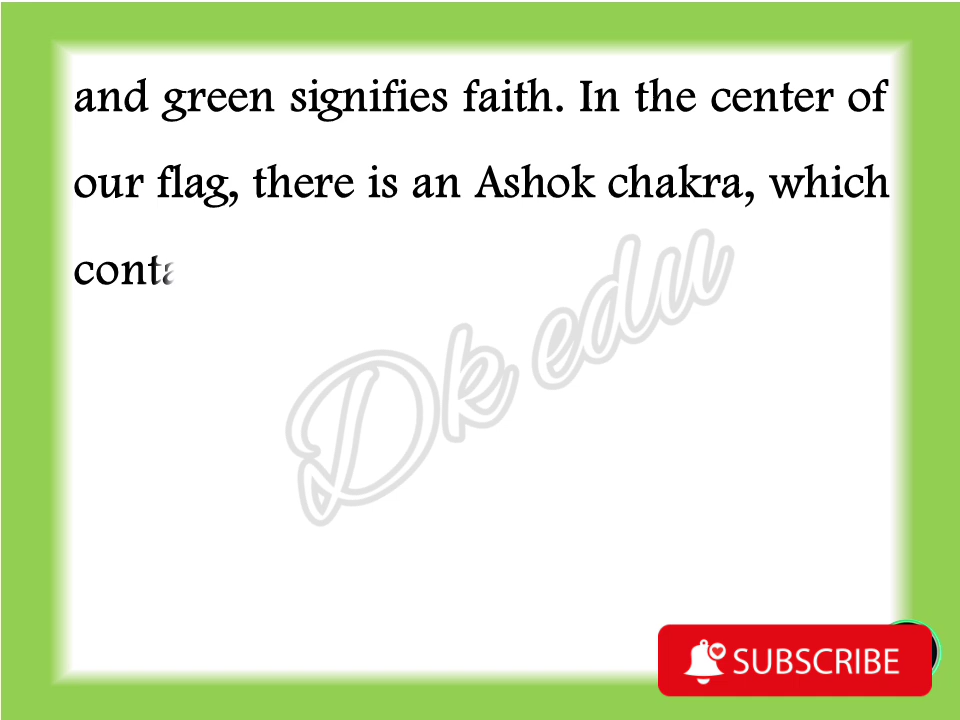 and green signifies faith. In the center of
our flag, there is an Ashok chakra, which
conta
Dk edu
SUBSCRIBE